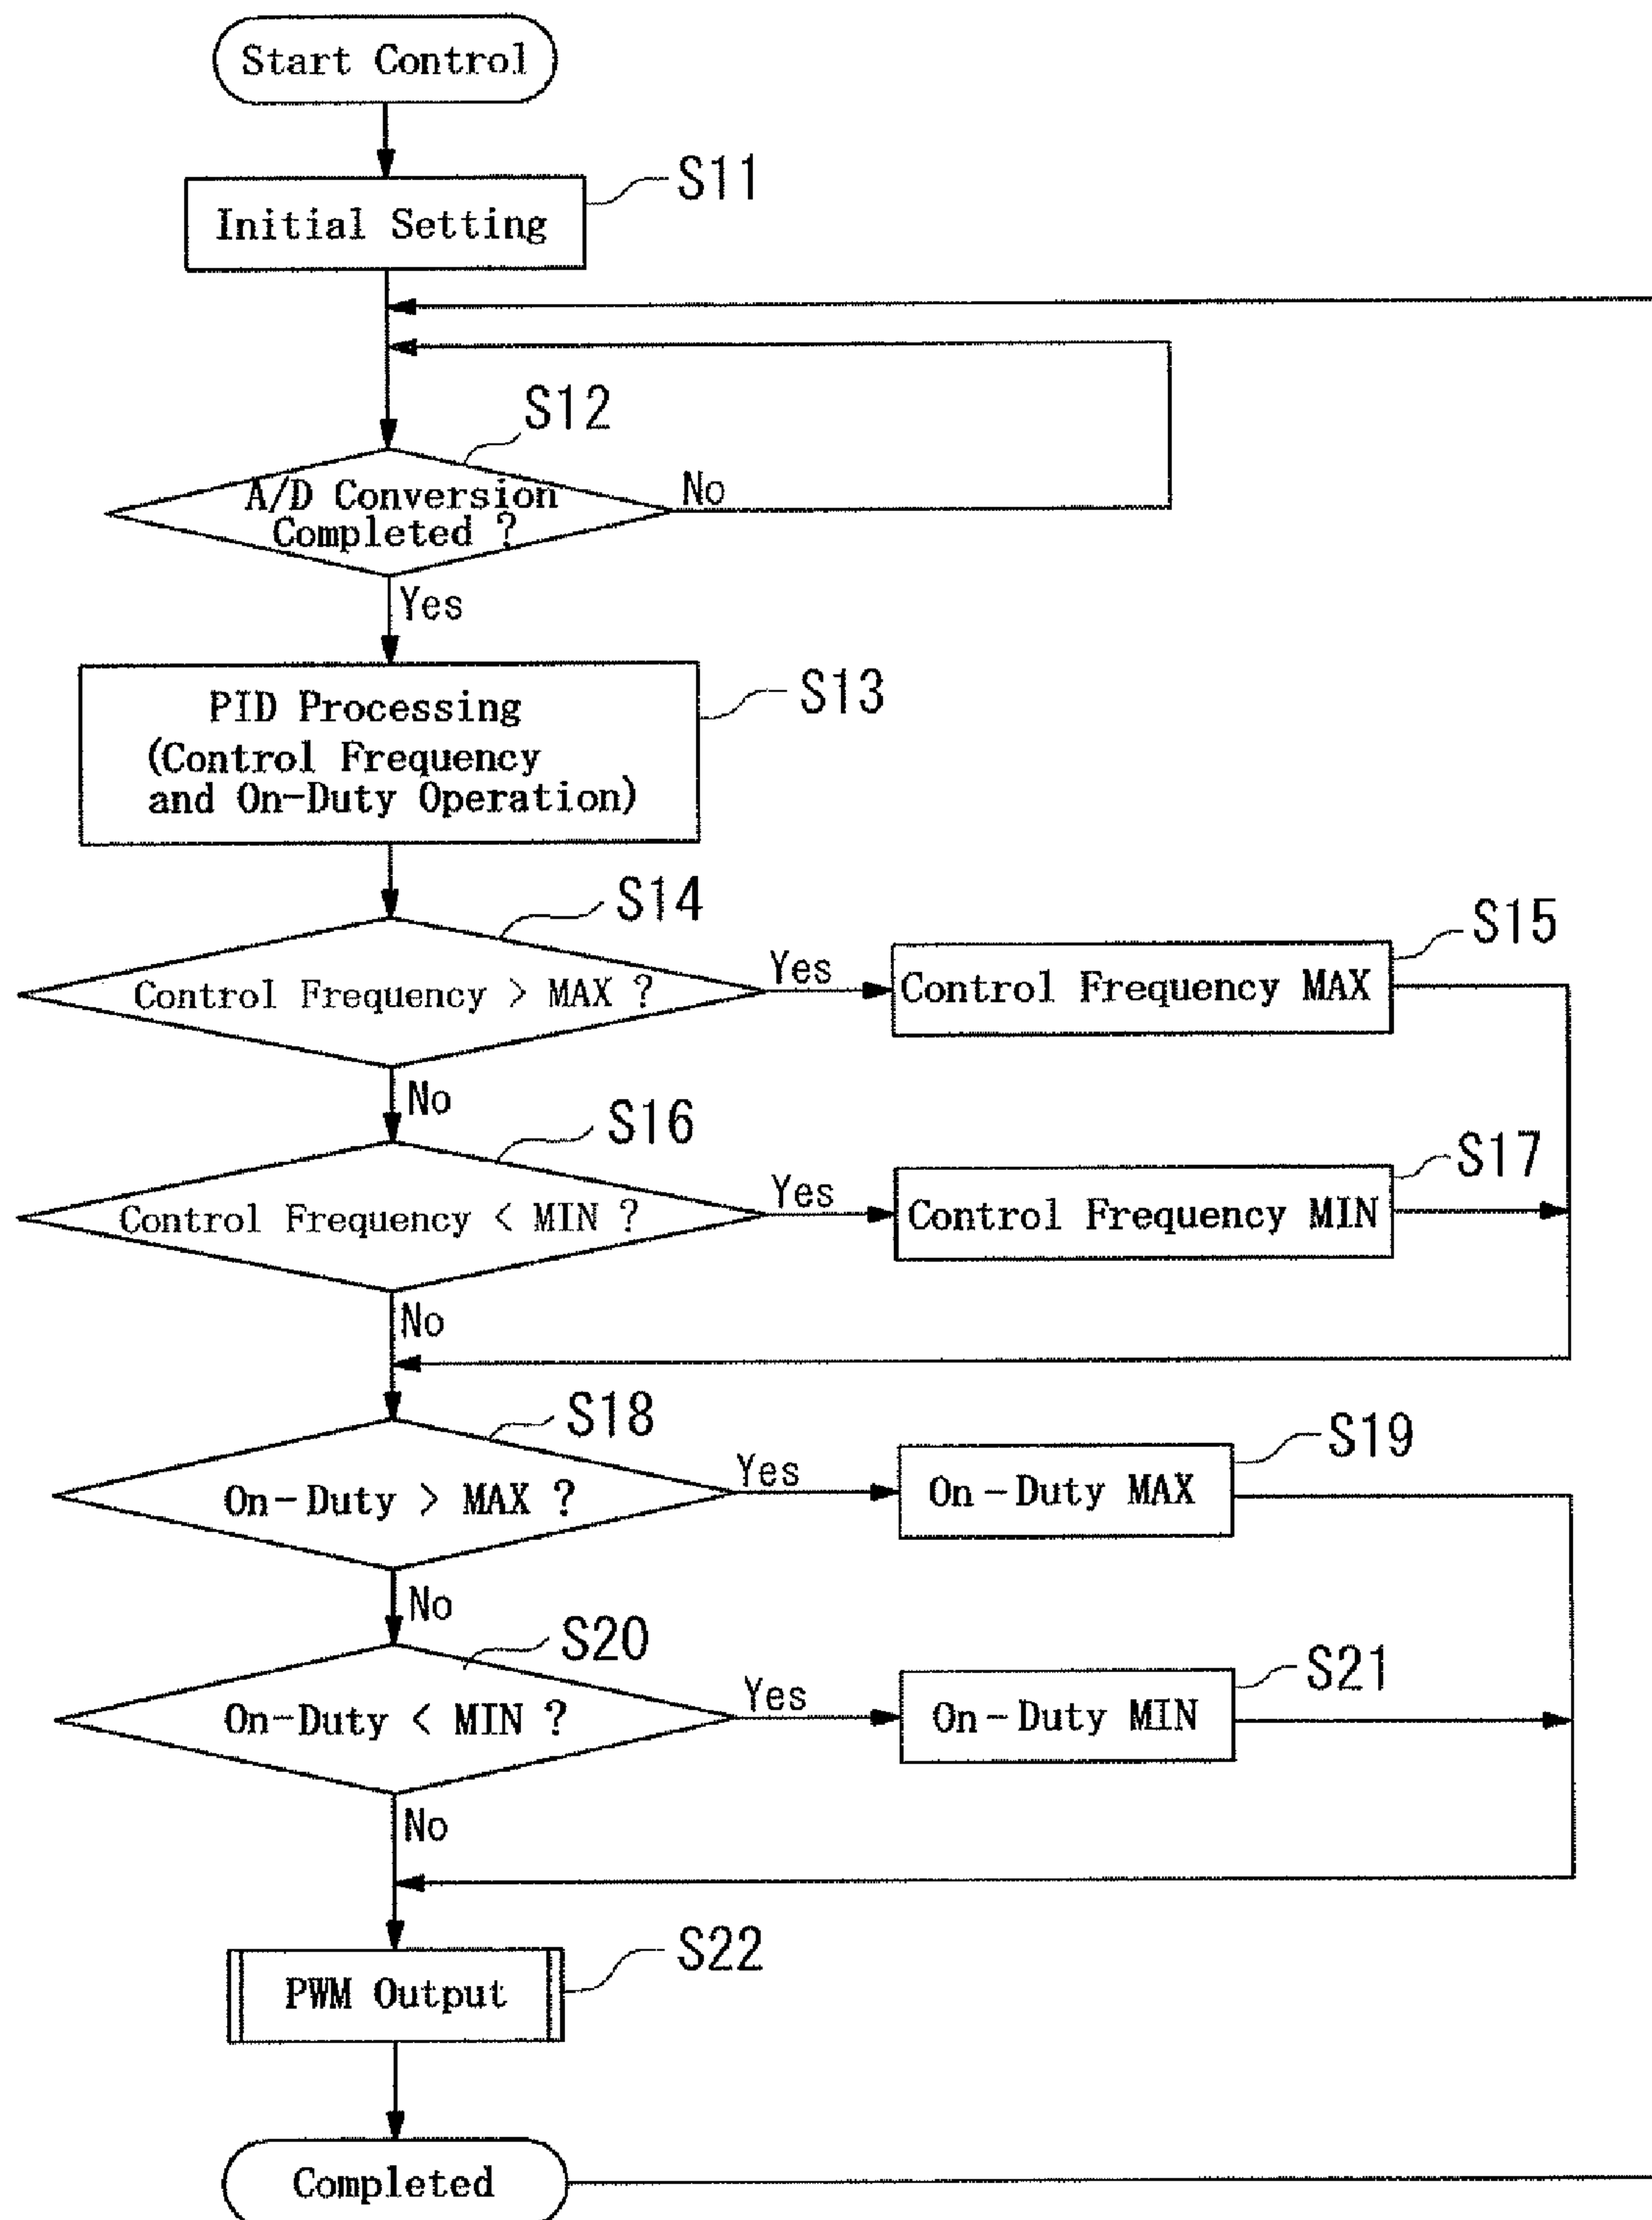 Start Control
S11
Initial Setting
S12
A/D Conversion
Completed ?
No
Yes
S13
PID Processing
(Control Frequency
and On-Duty Operation)
S14
Control Frequency > MAX ?
Yes
S15
Control Frequency MAX
No
S16
Control Frequency < MIN ?
Yes
S17
Control Frequency MIN
No
S18
On-Duty > MAX ?
Yes
S19
On-Duty MAX
No
S20
On-Duty < MIN ?
Yes
S21
On-Duty MIN
No
S22
PWM Output
Completed